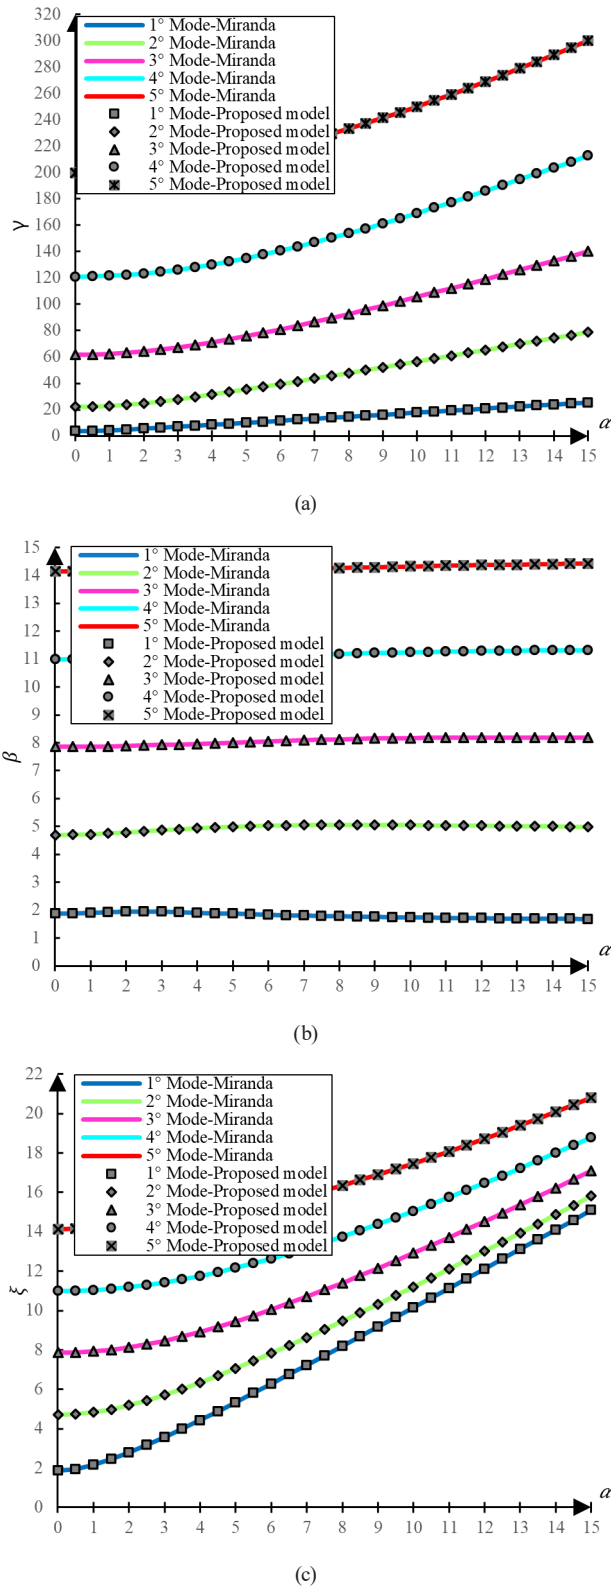 320
300
280
260
240
220
200
180
160
140
120
100
80
60
40
20
0
γ
1° Mode-Miranda
2° Mode-Miranda
3° Mode-Miranda
4° Mode-Miranda
5° Mode-Miranda
1° Mode-Proposed model
2° Mode-Proposed model
3° Mode-Proposed model
4° Mode-Proposed model
5° Mode-Proposed model
α
0 1 2 3 4 5 6 7 8 9 10 11 12 13 14 15
(a)
15
14
13
12
11
10
9
8
7
6
5
4
3
2
1
0
β
1° Mode-Miranda
2° Mode-Miranda
3° Mode-Miranda
4° Mode-Miranda
5° Mode-Miranda
1° Mode-Proposed model
2° Mode-Proposed model
3° Mode-Proposed model
4° Mode-Proposed model
5° Mode-Proposed model
α
0 1 2 3 4 5 6 7 8 9 10 11 12 13 14 15
(b)
22
20
18
16
14
12
10
8
6
4
2
0
ξ
1° Mode-Miranda
2° Mode-Miranda
3° Mode-Miranda
4° Mode-Miranda
5° Mode-Miranda
1° Mode-Proposed model
2° Mode-Proposed model
3° Mode-Proposed model
4° Mode-Proposed model
5° Mode-Proposed model
α
0 1 2 3 4 5 6 7 8 9 10 11 12 13 14 15
(c)